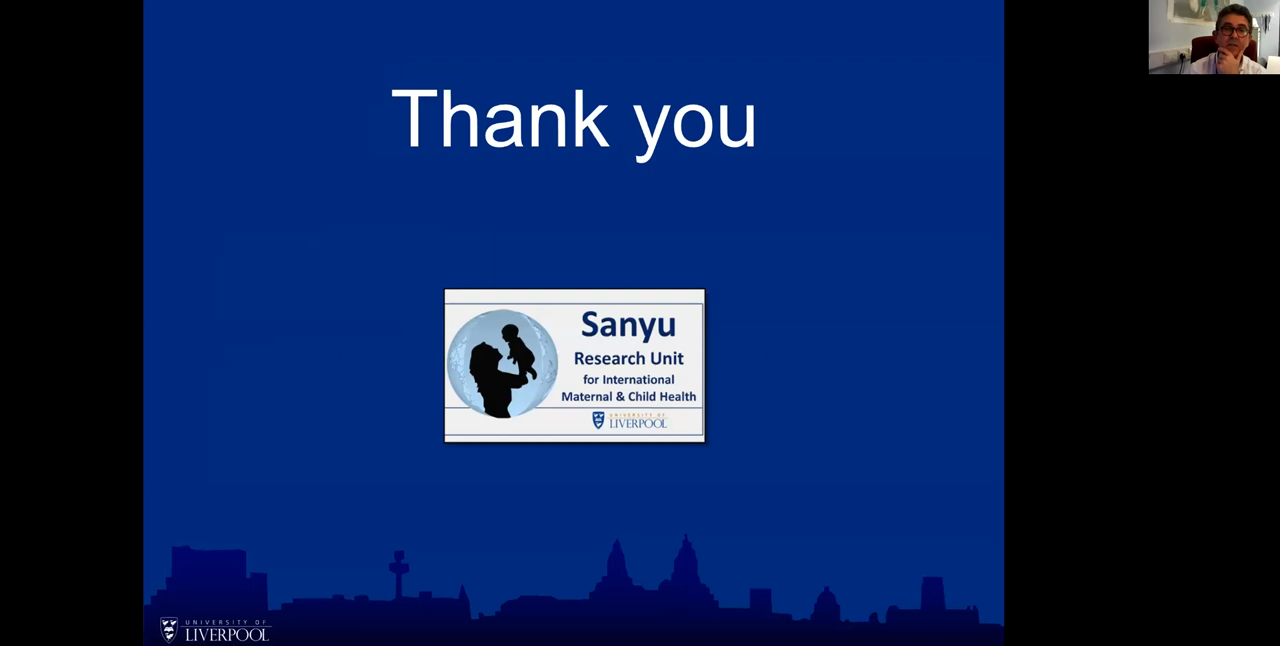 Thank you
Sanyu
Research Unit
for International
Maternal & Child Health
UNIVERSITY OF
LIVERPOOL
UNIVERSITY OF
LIVERPOOL